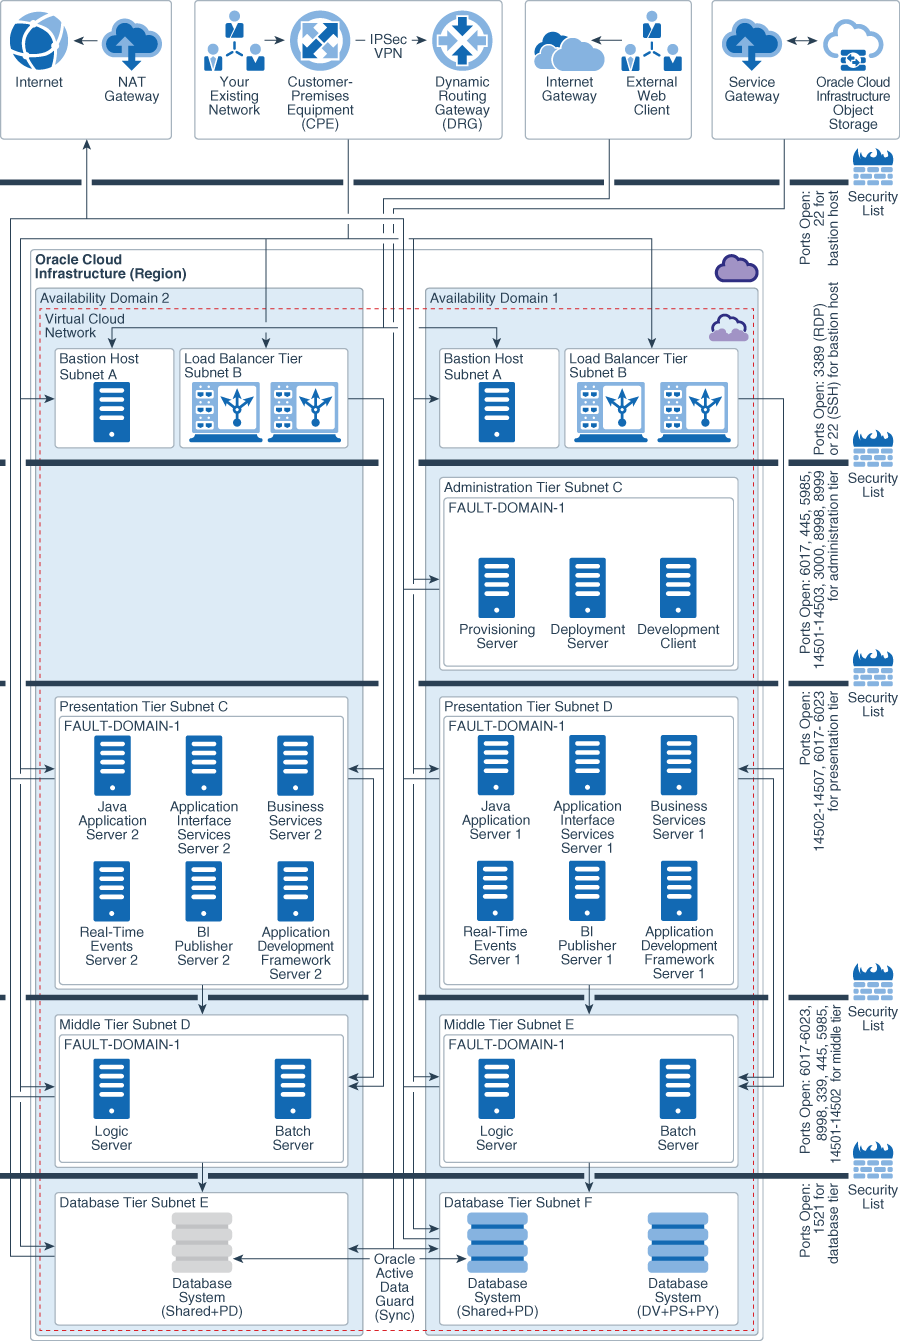 Internet
NAT
Gateway
Your
Existing
Network
Customer-
Premises
Equipment
(CPE)
IPSec
VPN
Dynamic
Routing
Gateway
(DRG)
Internet
Gateway
External
Web
Client
Service
Gateway
Oracle Cloud
Infrastructure
Object
Storage
Security
List
Ports Open:
22 for
bastion host
Oracle Cloud
Infrastructure (Region)
Availability Domain 2
Availability Domain 1
Virtual Cloud
Network
Bastion Host
Subnet A
Load Balancer Tier
Subnet B
Bastion Host
Subnet A
Load Balancer Tier
Subnet B
Ports Open: 3389 (RDP)
or 22 (SSH) for bastion host
Security
List
Administration Tier Subnet C
FAULT-DOMAIN-1
Provisioning
Server
Deployment
Server
Development
Client
Ports Open: 6017, 445, 5985,
14501-14503, 3000, 8998, 8999
for administration tier
Security
List
Presentation Tier Subnet C
FAULT-DOMAIN-1
Java
Application
Server 2
Application
Interface
Services
Server 2
Business
Services
Server 2
Real-Time
Events
Server 2
BI
Publisher
Server 2
Application
Development
Framework
Server 2
Presentation Tier Subnet D
FAULT-DOMAIN-1
Java
Application
Server 1
Application
Interface
Services
Server 1
Business
Services
Server 1
Real-Time
Events
Server 1
BI
Publisher
Server 1
Application
Development
Framework
Server 1
Ports Open:
14502-14507, 6017- 6023
for presentation tier
Security
List
Middle Tier Subnet D
FAULT-DOMAIN-1
Logic
Server
Batch
Server
Middle Tier Subnet E
FAULT-DOMAIN-1
Logic
Server
Batch
Server
Ports Open: 6017-6023,
8998, 339, 445, 5985,
14501-14502 for middle tier
Security
List
Database Tier Subnet E
Database
System
(Shared+PD)
Oracle
Active
Data
Guard
(Sync)
Database Tier Subnet F
Database
System
(Shared+PD)
Database
System
(DV+PS+PY)
Ports Open:
1521 for
database tier